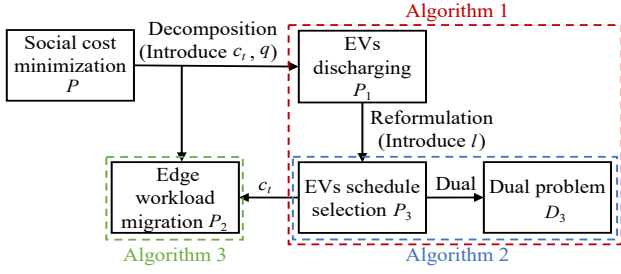 Algorithm 1
Social cost
minimization
P
Decomposition
(Introduce c_t, q)
EVs
discharging
P_1
Reformulation
(Introduce l)
Edge
workload
migration P_2
c_t
EVs schedule
selection P_3
Dual
Dual problem
D_3
Algorithm 3
Algorithm 2